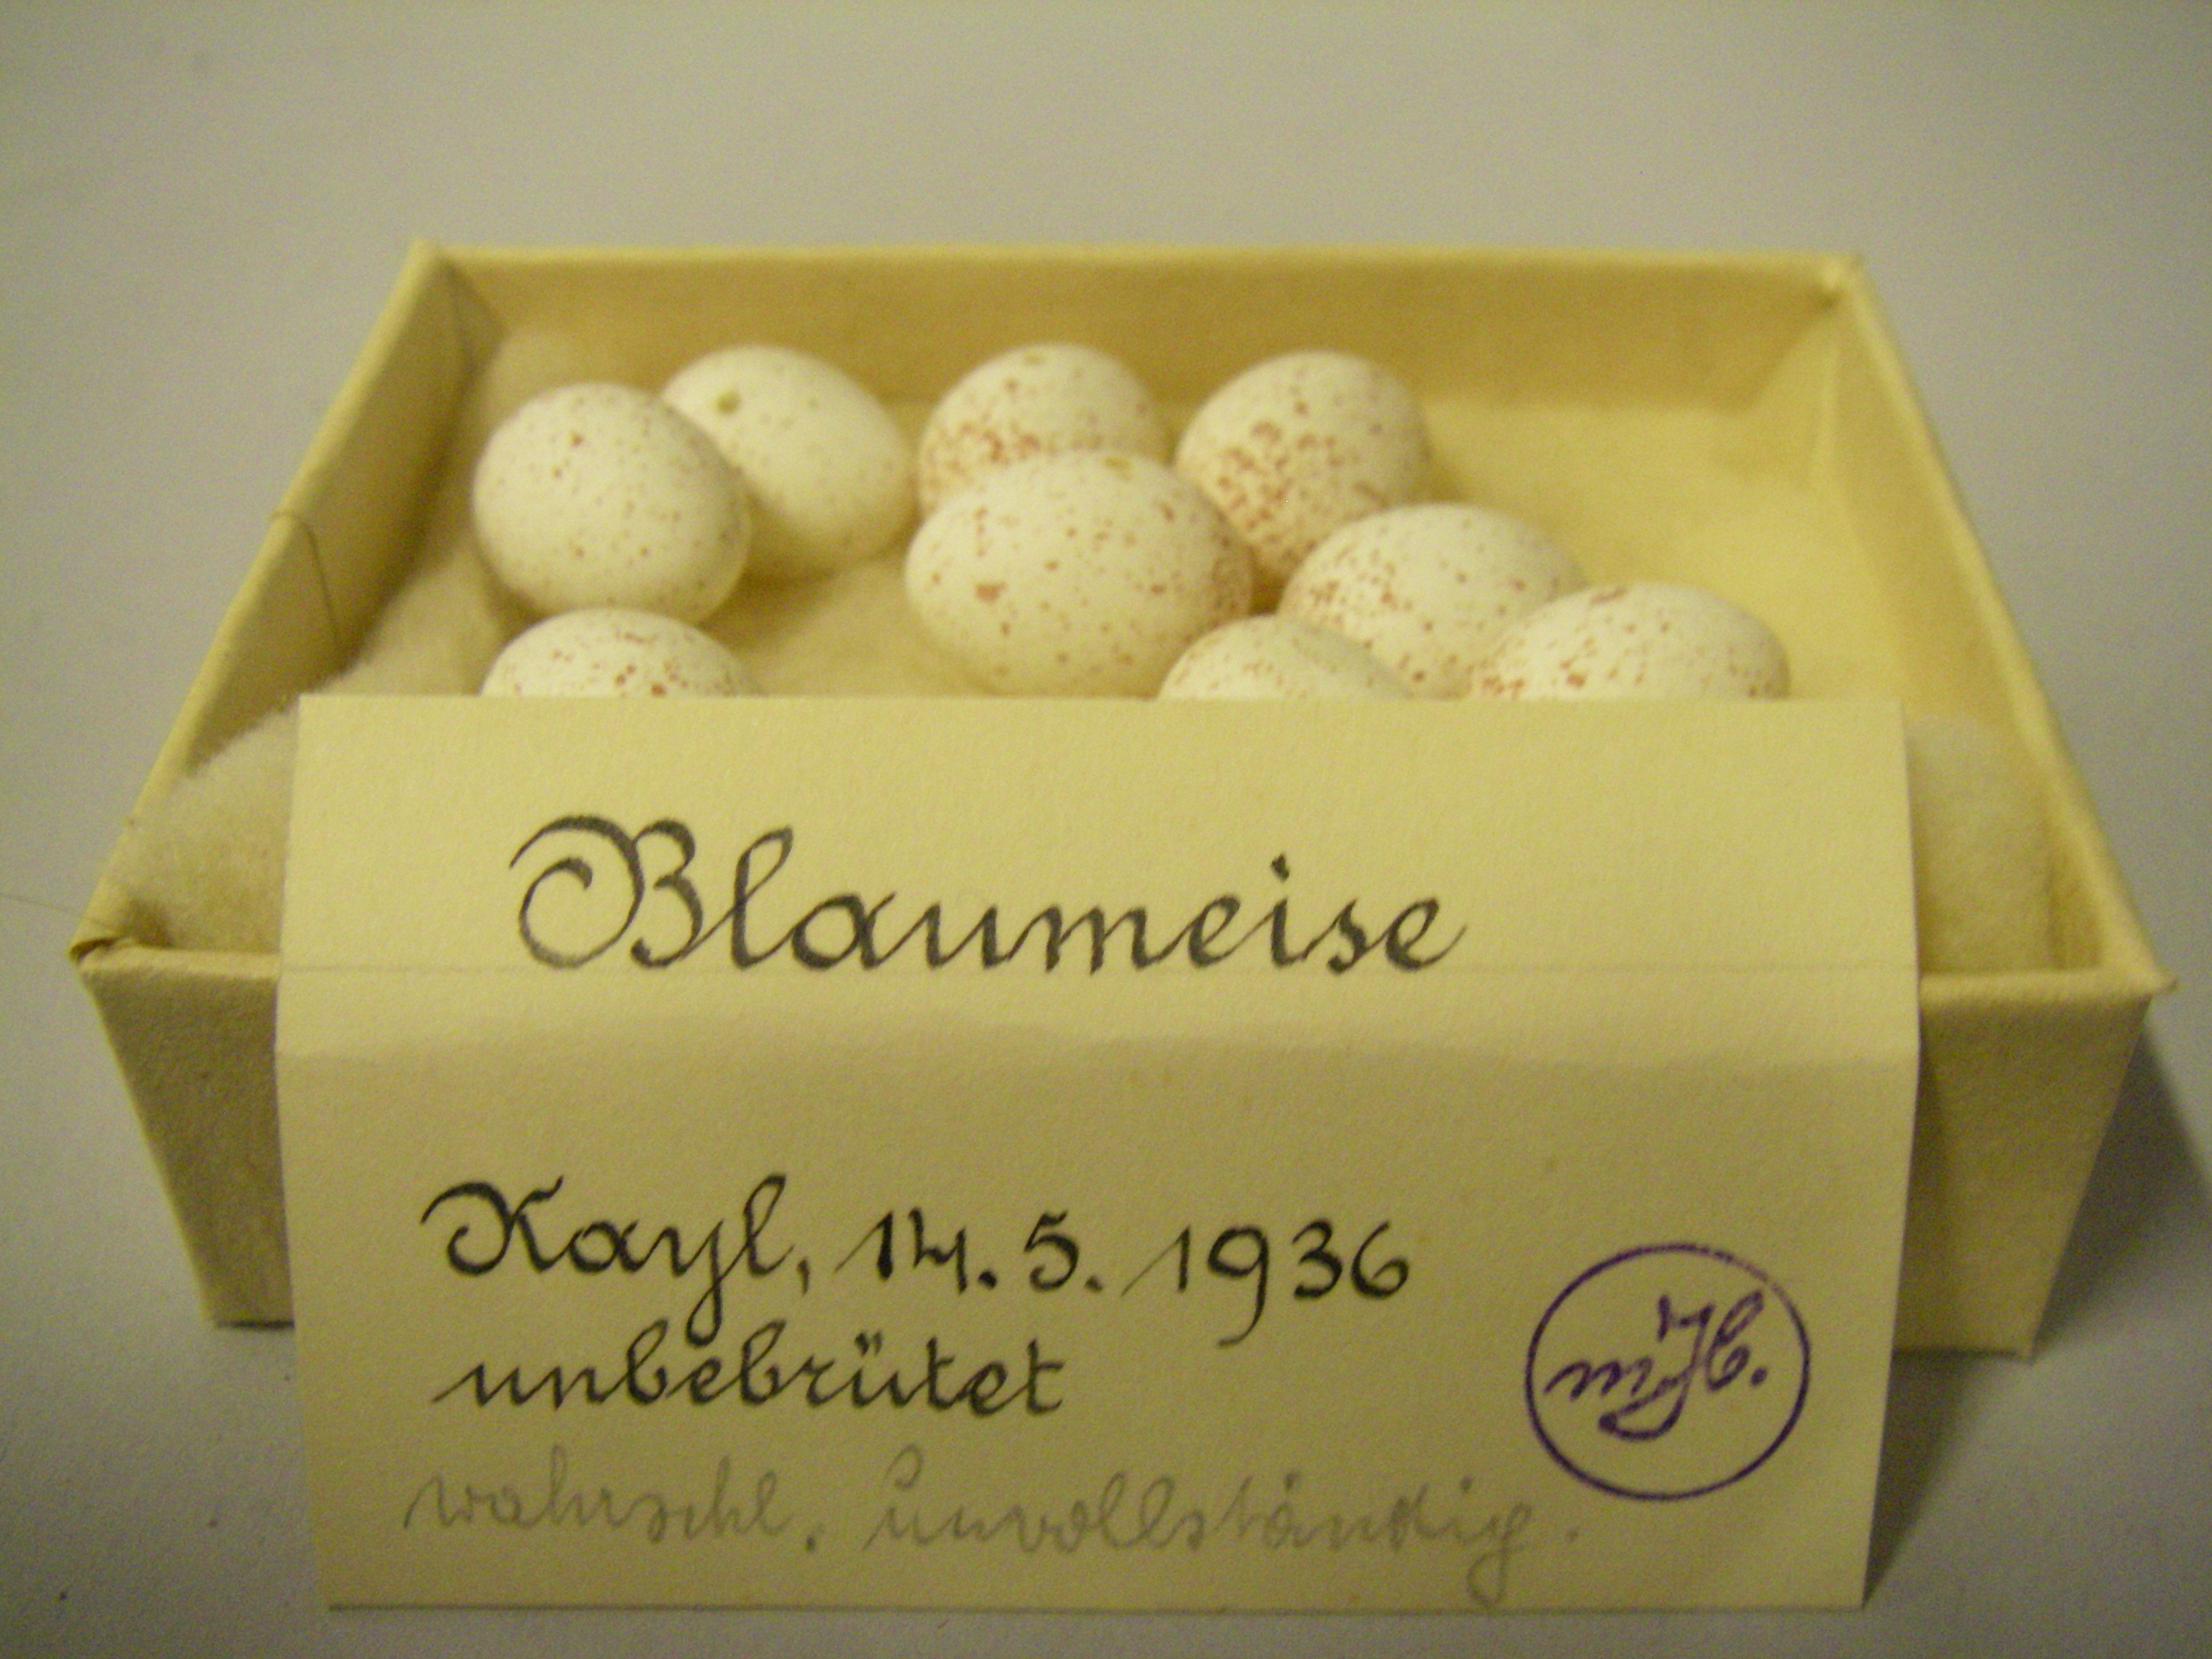 Blaumeise
Kayl, 14. 5. 1936
unbebrütet
wahrschl. unvollständig.